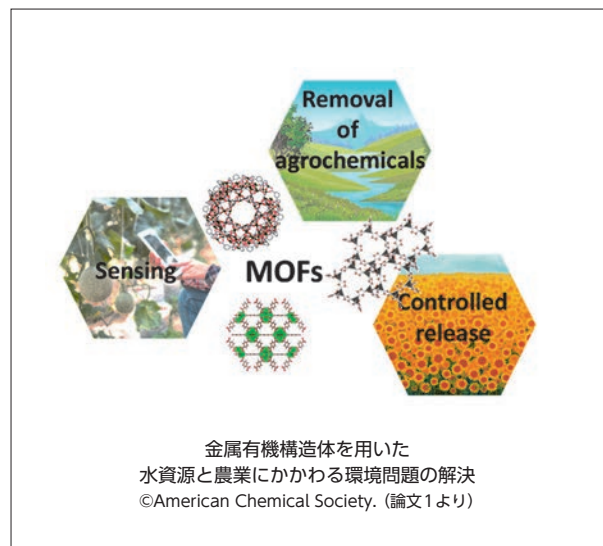 Removal
of
agrochemicals
Sensing
MOFs
Controlled
release
金属有機構造体を用いた
水資源と農業にかかわる環境問題の解決
©American Chemical Society.（論文1より）